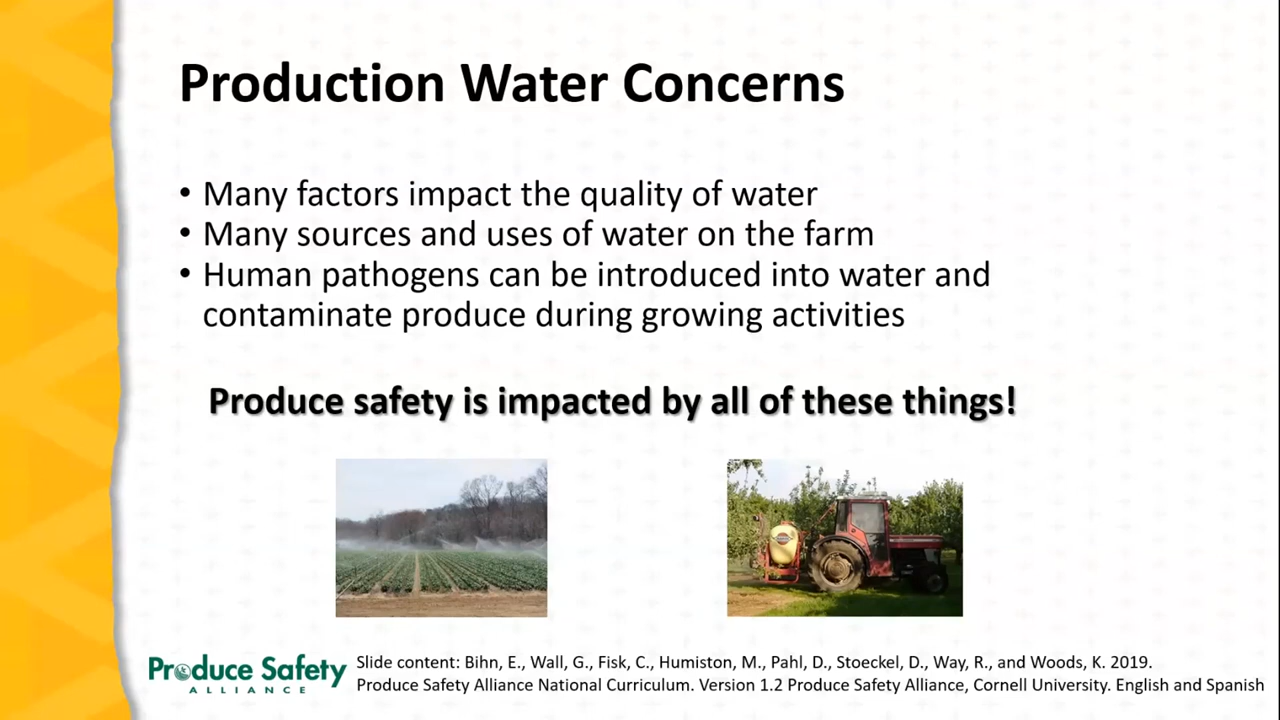 Production Water Concerns
• Many factors impact the quality of water
• Many sources and uses of water on the farm
• Human pathogens can be introduced into water and
contaminate produce during growing activities
Produce safety is impacted by all of these things!
Produce Safety
ALLIANCE
Slide content: Bihn, E., Wall, G., Fisk, C., Humiston, M., Pahl, D., Stoeckel, D., Way, R., and Woods, K. 2019.
Produce Safety Alliance National Curriculum. Version 1.2 Produce Safety Alliance, Cornell University. English and Spanish